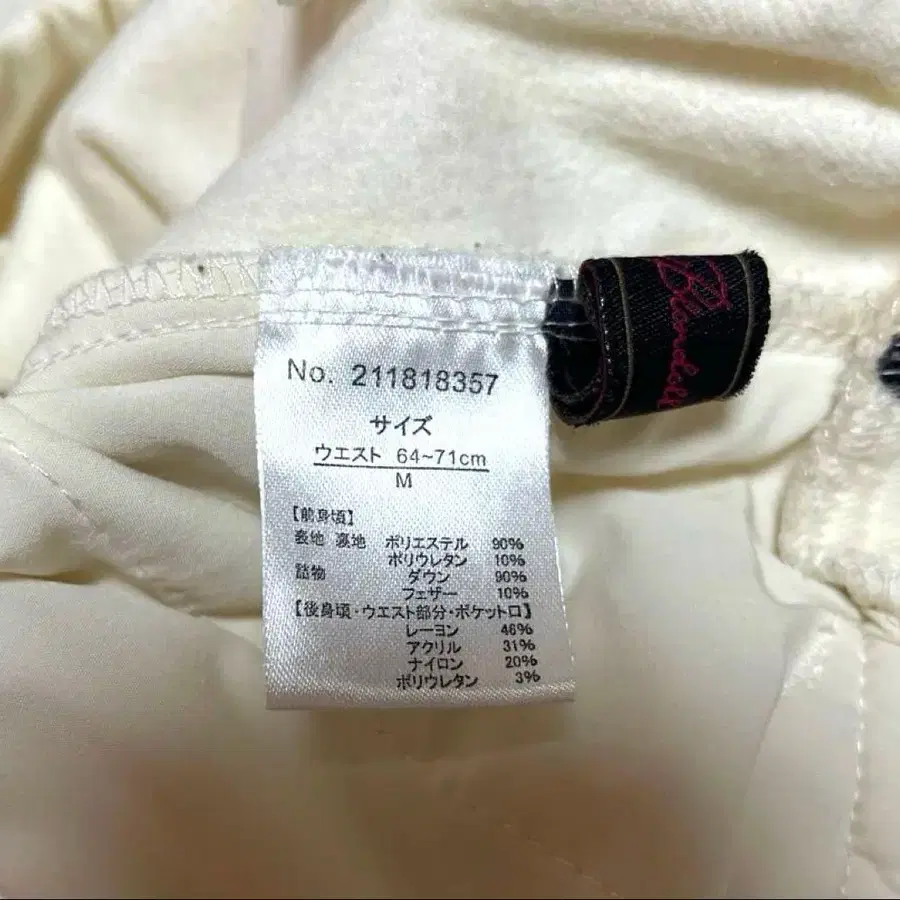 No. 211818357
サイズ
ウエスト 64~71cm
M
【前身頃】
表地 裏地 ポリエステル 90%
ポリウレタン 10%
詰物 ダウン 90%
フェザー 10%
【後身頃・ウエスト部分・ポケット口】
レーヨン 46%
アクリル 31%
ナイロン 20%
ポリウレタン 3%